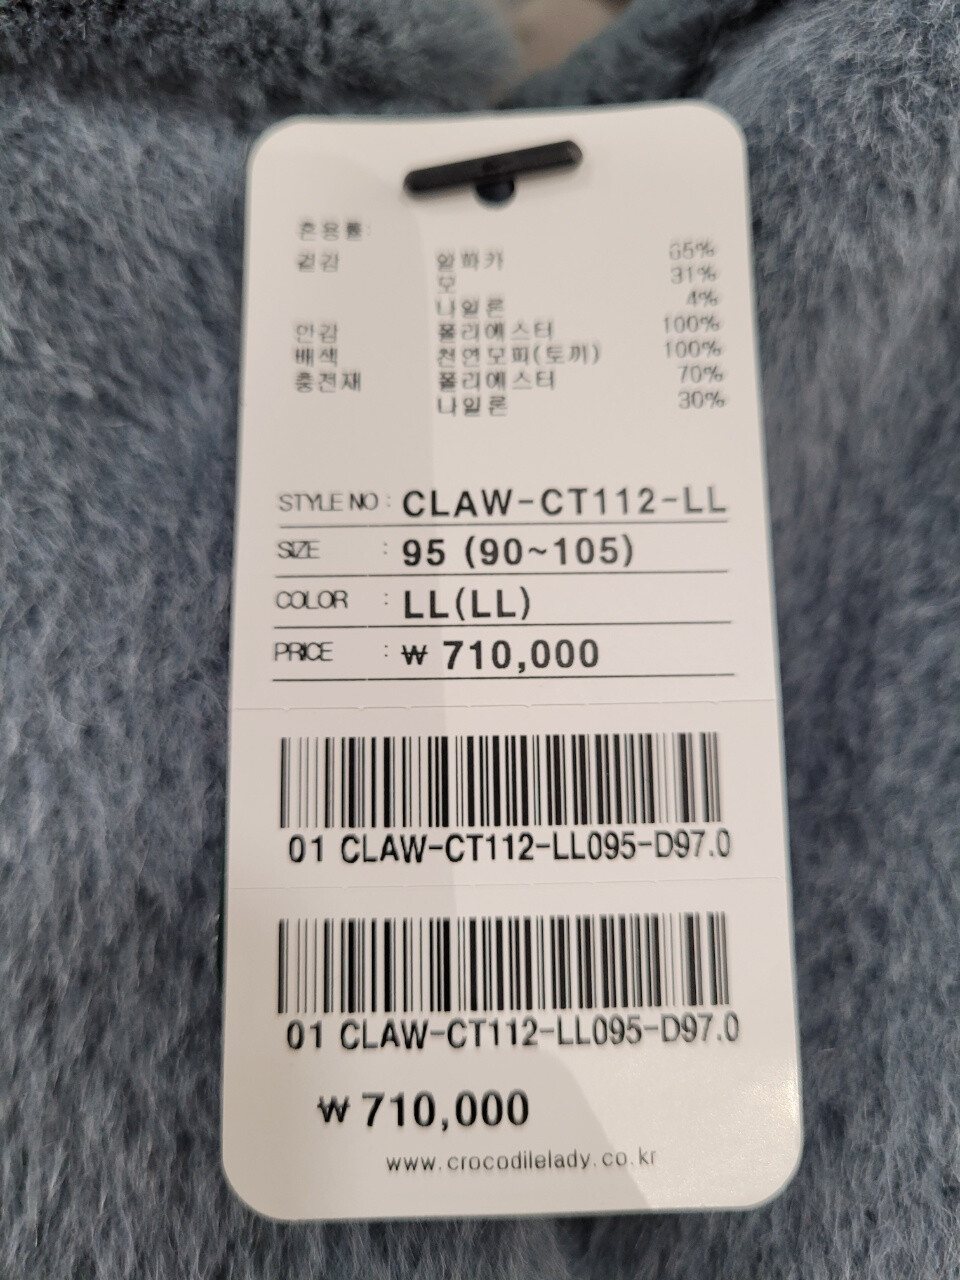 혼용률:
겉감 알파카 65%
모 31%
나일론 4%
안감 폴리에스터 100%
배색 천연모피(토끼) 100%
충전재 폴리에스터 70%
나일론 30%
STYLE NO : CLAW-CT112-LL
SIZE : 95 (90~105)
COLOR : LL(LL)
PRICE : ₩ 710,000
01 CLAW-CT112-LL095-D97.0
01 CLAW-CT112-LL095-D97.0
₩ 710,000
www.crocodilelady.co.kr